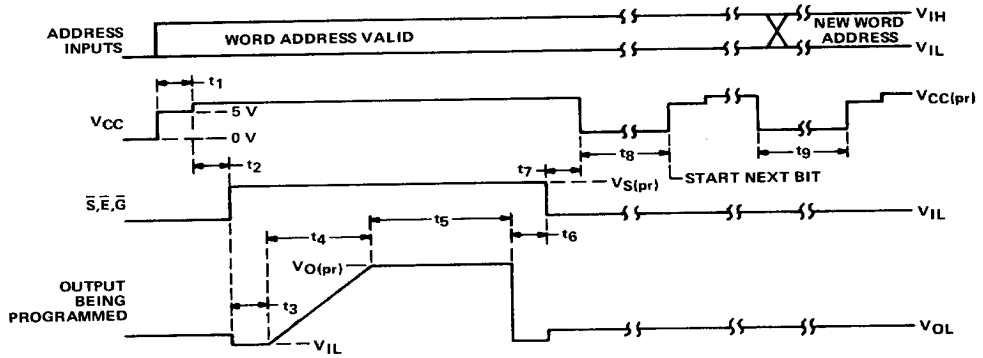 ADDRESS
INPUTS
WORD ADDRESS VALID
NEW WORD
ADDRESS
VIH
VIL
t1
VCC
5 V
0 V
VCC(pr)
t2
t7
t8
t9
VS(pr)
START NEXT BIT
S̅,E̅,G̅
t4
t5
t6
VIL
VO(pr)
OUTPUT
BEING
PROGRAMMED
t3
VIL
VOL